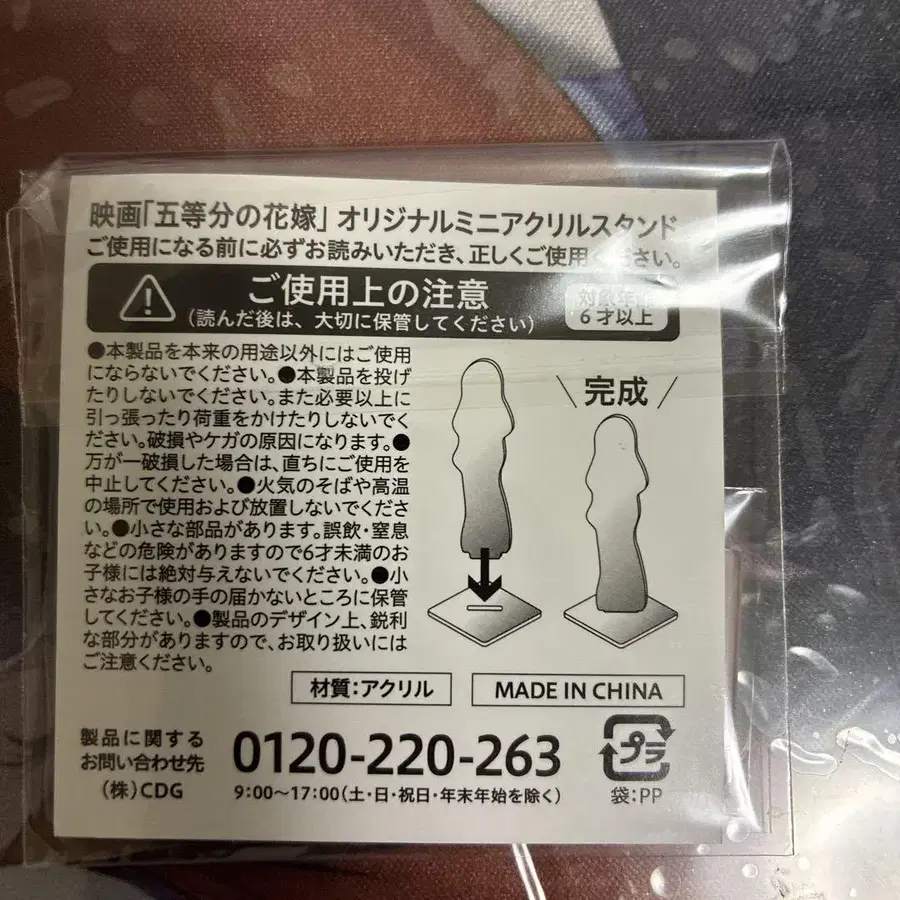 映画「五等分の花嫁」オリジナルミニアクリルスタンド
ご使用になる前に必ずお読みいただき、正しくご使用ください。
ご使用上の注意
(読んだ後は、大切に保管してください)
対象年齢
6才以上
●本製品を本来の用途以外にはご使用
にならないでください。●本製品を投げ
たりしないでください。また必要以上に
引っ張ったり荷重をかけたりしないでく
ださい。破損やケガの原因になります。●
万が一破損した場合は、直ちにご使用を
中止してください。●火気のそばや高温
の場所で使用および放置しないでくださ
い。●小さな部品があります。誤飲・窒息
などの危険がありますので6才未満のお
子様には絶対与えないでください。●小
さなお子様の手の届かないところに保管
してください。●製品のデザイン上、鋭利
な部分がありますので、お取り扱いには
ご注意ください。
完成
材質:アクリル
MADE IN CHINA
製品に関する
お問い合わせ先
(株)CDG
0120-220-263
9:00〜17:00(土・日・祝日・年末年始を除く)
プラ
袋:PP